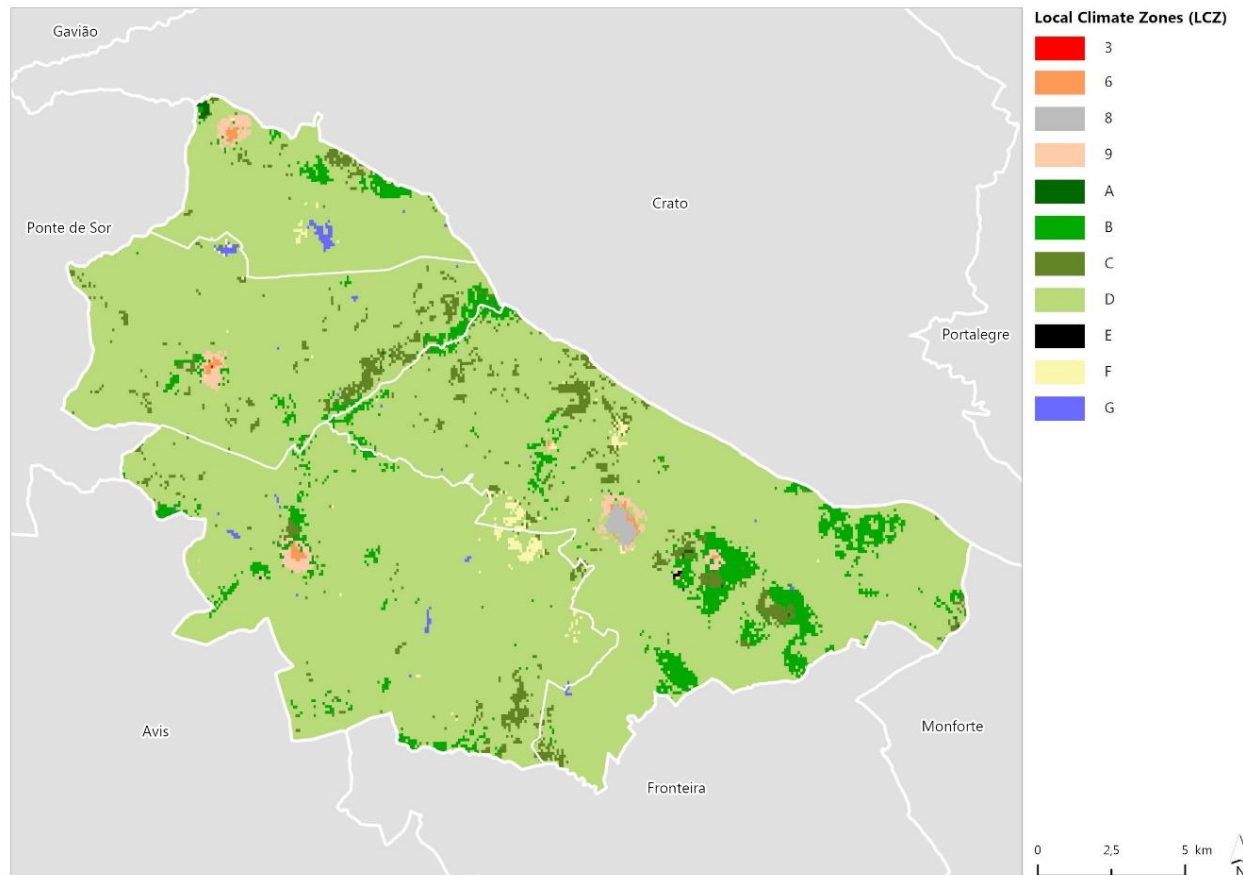 Gavião
Crato
Ponte de Sor
Portalegre
Avis
Monforte
Fronteira
Local Climate Zones (LCZ)
3
6
8
9
A
B
C
D
E
F
G
0 2,5 5 km
N